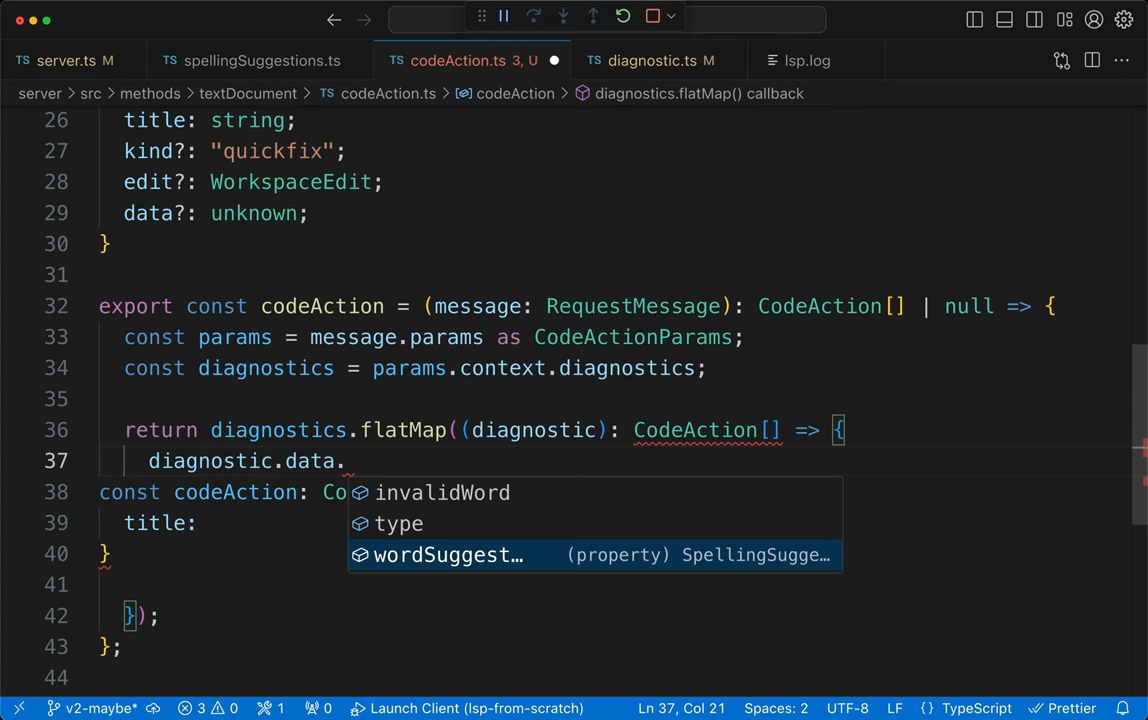 TS server.ts M TS spellingSuggestions.ts TS codeAction.ts 3, U TS diagnostic.ts M lsp.log
server > src > methods > textDocument > TS codeAction.ts > codeAction > diagnostics.flatMap() callback
26 title: string;
27 kind?: "quickfix";
28 edit?: WorkspaceEdit;
29 data?: unknown;
30 }
31
32 export const codeAction = (message: RequestMessage): CodeAction[] | null => {
33 const params = message.params as CodeActionParams;
34 const diagnostics = params.context.diagnostics;
35
36 return diagnostics.flatMap((diagnostic): CodeAction[] => {
37 diagnostic.data.
38 const codeAction: Co
invalidWord
39 title:
type
40 }
wordSuggest… (property) SpellingSugge…
41
42 });
43 };
44
v2-maybe* 3 0 1 0 Launch Client (lsp-from-scratch) Ln 37, Col 21 Spaces: 2 UTF-8 LF {} TypeScript Prettier